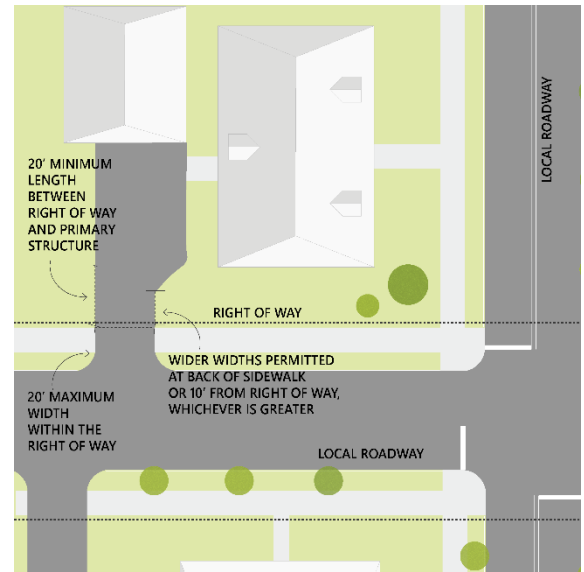 LOCAL ROADWAY
20' MINIMUM
LENGTH
BETWEEN
RIGHT OF WAY
AND PRIMARY
STRUCTURE
RIGHT OF WAY
WIDER WIDTHS PERMITTED
AT BACK OF SIDEWALK
OR 10' FROM RIGHT OF WAY,
WHICHEVER IS GREATER
20' MAXIMUM
WIDTH
WITHIN THE
RIGHT OF WAY
LOCAL ROADWAY